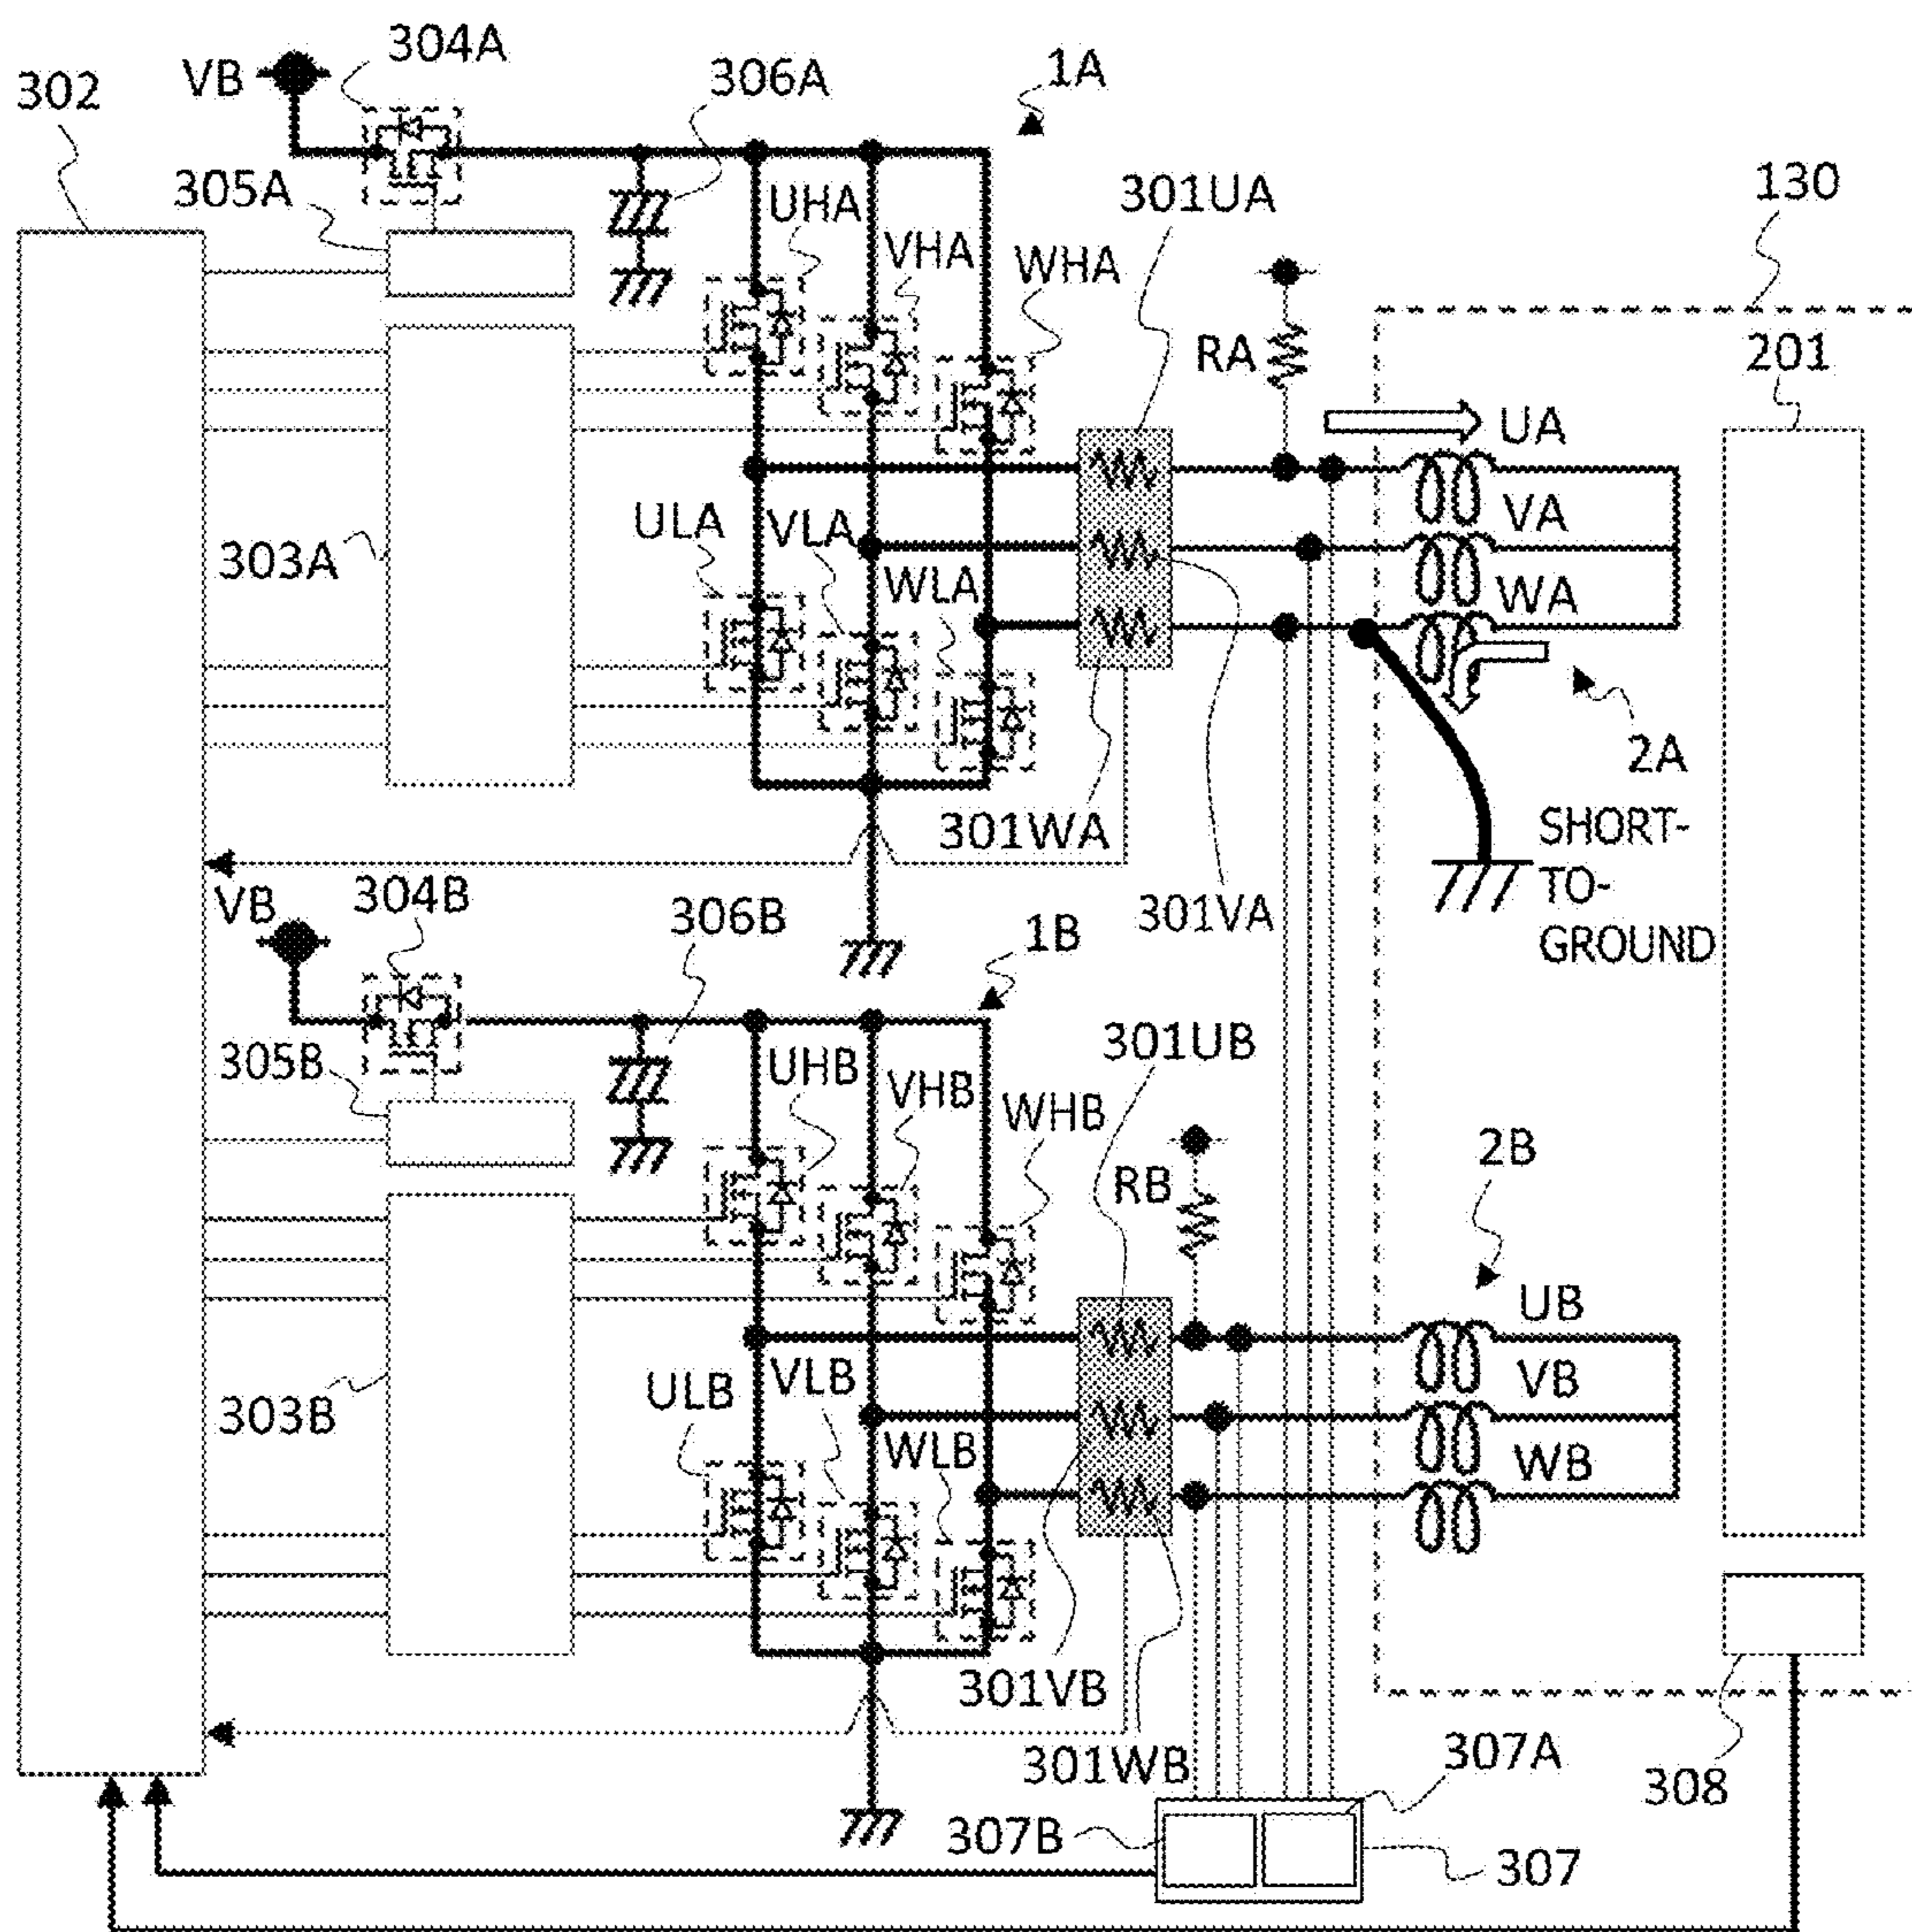 304A
VB
302
306A
1A
305A
UHA
301UA
130
VHA
WHA
RA
201
UA
VA
ULA
VLA
303A
WLA
WA
2A
301WA
SHORT-
TO-
GROUND
301VA
VB
304B
306B
1B
301UB
305B
UHB
VHB
WHB
RB
2B
UB
VLB
VB
ULB
303B
WLB
WB
301VB
301WB
307A
308
307B
307